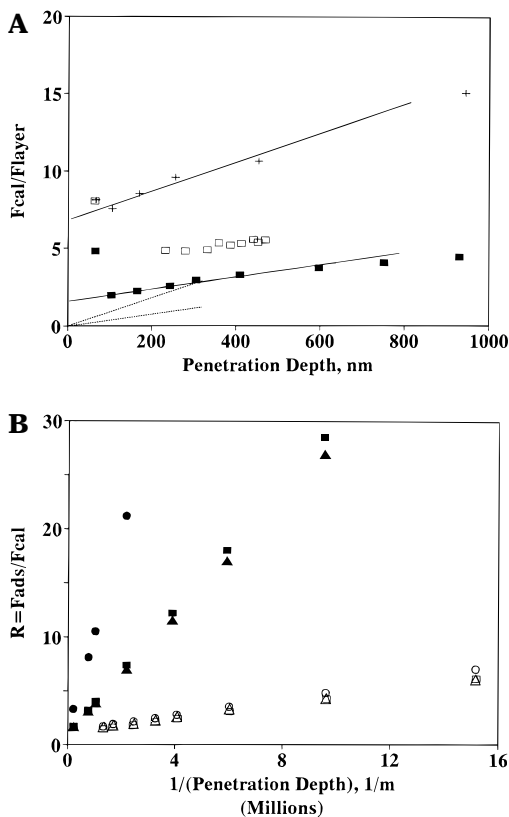 A
20
15
10
5
0
Fcal/Flayer
0 200 400 600 800 1000
Penetration Depth, nm
B
30
20
10
0
R=Fads/Fcal
0 4 8 12 16
1/(Penetration Depth), 1/m
(Millions)